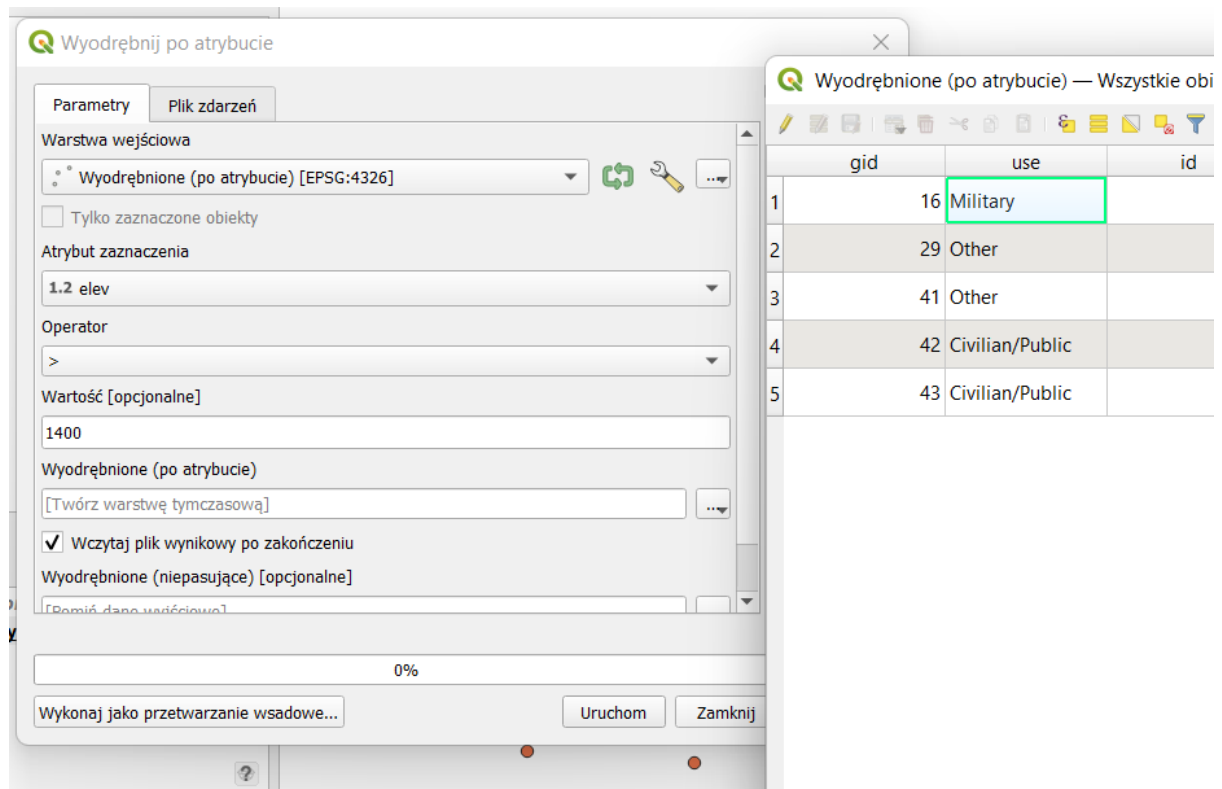 Wyodrębnij po atrybucie
Parametry
Plik zdarzeń
Warstwa wejściowa
Wyodrębnione (po atrybucie) [EPSG:4326]
Tylko zaznaczone obiekty
Atrybut zaznaczenia
1.2 elev
Operator
>
Wartość [opcjonalne]
1400
Wyodrębnione (po atrybucie)
[Twórz warstwę tymczasową]
Wczytaj plik wynikowy po zakończeniu
Wyodrębnione (niepasujące) [opcjonalne]
[Pomiń dane wyjściowe]
0%
Wykonaj jako przetwarzanie wsadowe...
Uruchom
Zamknij
?
Wyodrębnione (po atrybucie) — Wszystkie obi
gid use id
1 16 Military
2 29 Other
3 41 Other
4 42 Civilian/Public
5 43 Civilian/Public